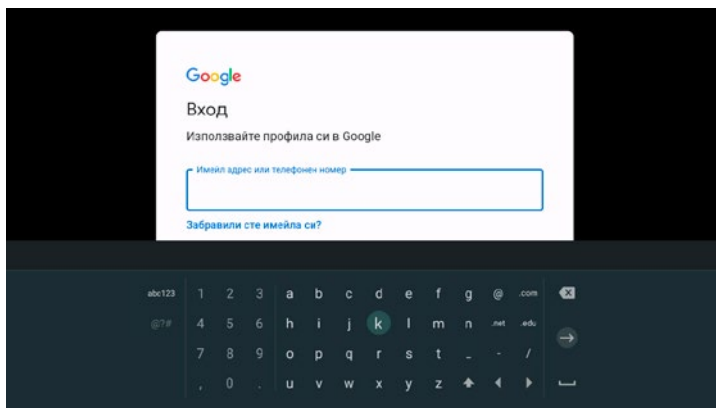 Google
Вход
Използвайте профила си в Google
Имейл адрес или телефонен номер
Забравили сте имейла си?
abc123 1 2 3 a b c d e f g @ .com
@?# 4 5 6 h i j k l m n .net .edu
7 8 9 o p q r s t _ - /
, 0 . u v w x y z